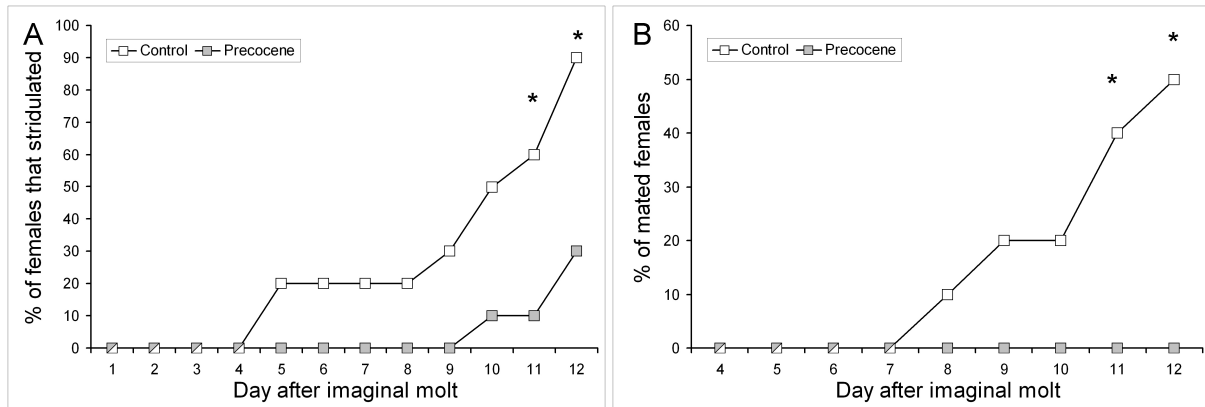 A
Control Precocene
% of females that stridulated
100
90
80
70
60
50
40
30
20
10
0
* *
1 2 3 4 5 6 7 8 9 10 11 12
Day after imaginal molt
B
Control Precocene
% of mated females
60
50
40
30
20
10
0
* *
4 5 6 7 8 9 10 11 12
Day after imaginal molt